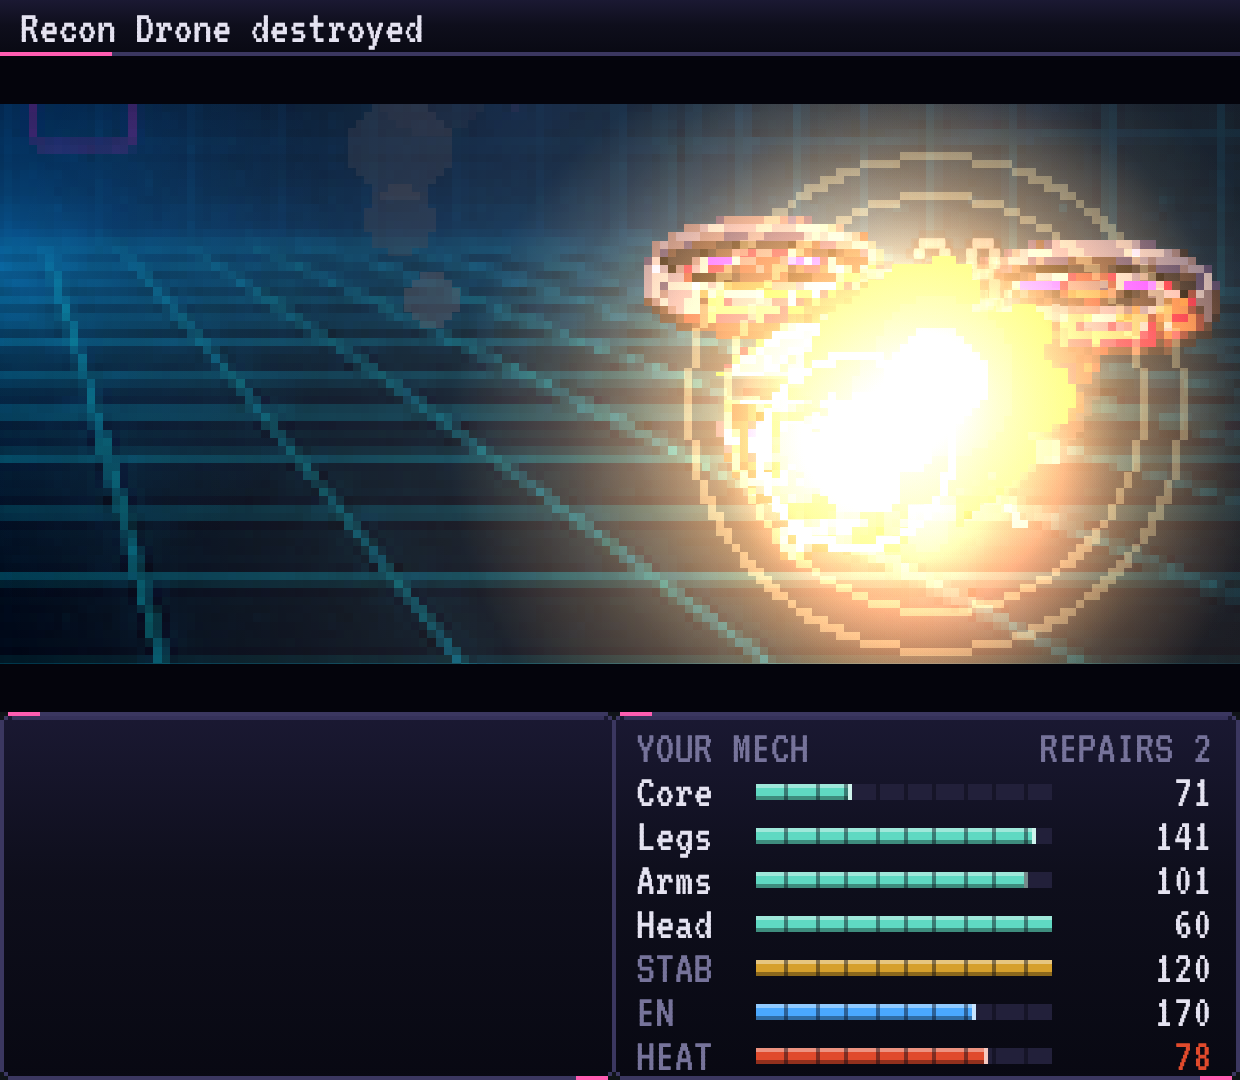 Recon Drone destroyed
YOUR MECH REPAIRS 2
Core 71
Legs 141
Arms 101
Head 60
STAB 120
EN 170
HEAT 78